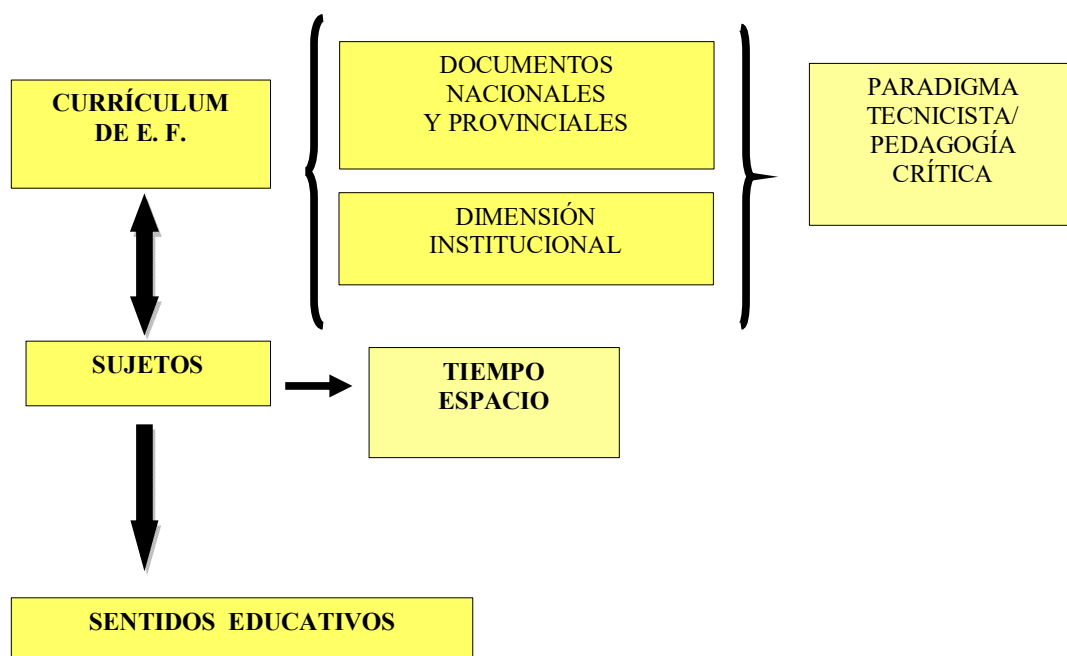 CURRÍCULUM
DE E. F.
DOCUMENTOS
NACIONALES
Y PROVINCIALES
DIMENSIÓN
INSTITUCIONAL
PARADIGMA
TECNICISTA/
PEDAGOGÍA
CRÍTICA
SUJETOS
TIEMPO
ESPACIO
SENTIDOS EDUCATIVOS